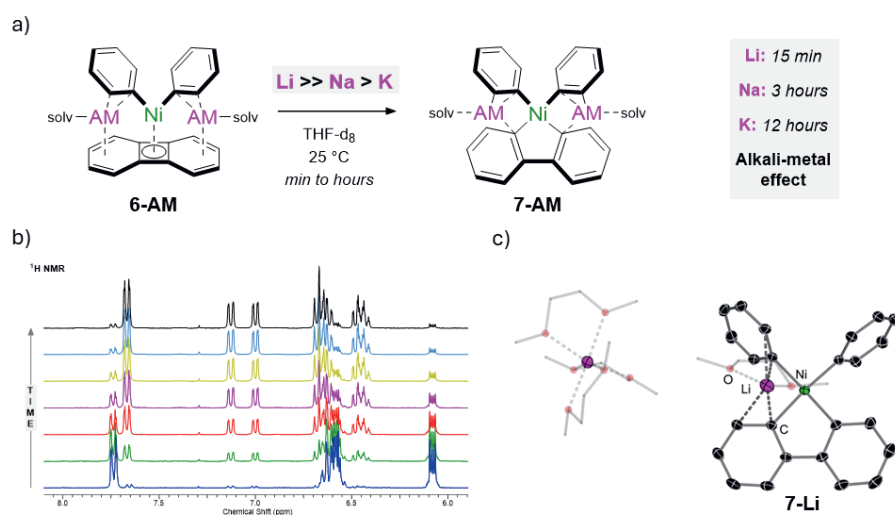 a)
solv
AM
Ni
AM
solv
6-AM
Li >> Na > K
THF-d₈
25 °C
min to hours
solv
AM
Ni
AM
solv
7-AM
Li: 15 min
Na: 3 hours
K: 12 hours
Alkali-metal
effect
b)
¹H NMR
TIME
8.0 7.5 7.0 6.5 6.0
Chemical Shift (ppm)
c)
O
Li
Ni
C
7-Li